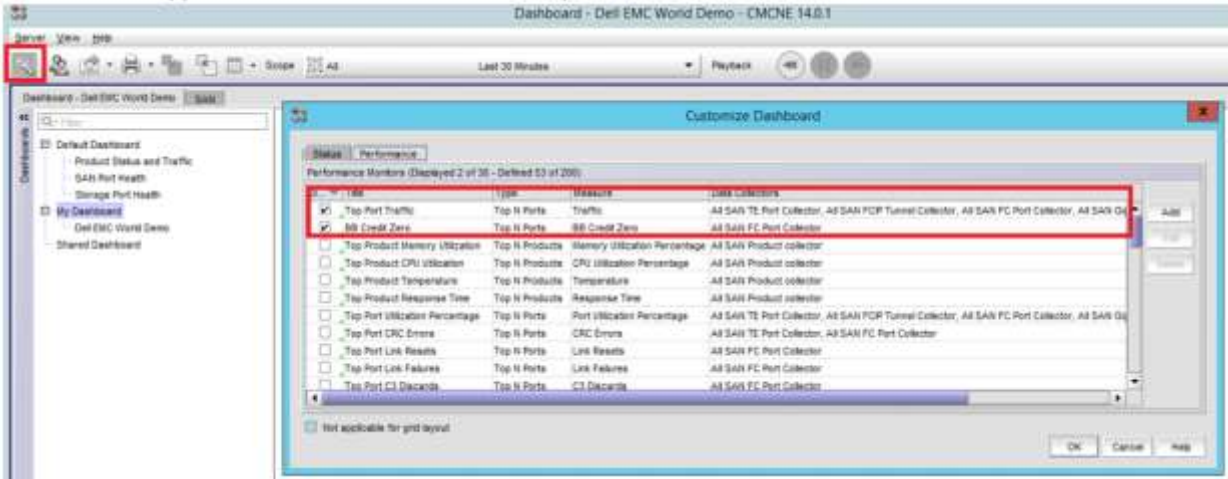 Dashboard - Dell EMC World Demo - CMCNE 14.0.1
Server View Help
Scope All Last 30 Minutes Playback
Dashboard - Dell EMC World Demo SAN
Dashboards
Filter
Default Dashboard
Product Status and Traffic
SAN Port Health
Storage Port Health
My Dashboard
Dell EMC World Demo
Shared Dashboard
Customize Dashboard
Status Performance
Performance Monitors (Displayed 2 of 30 - Defined 53 of 200)
Title Type Measure Data Collectors
Top Port Traffic Top N Ports Traffic All SAN TE Port Collector, All SAN FCIP Tunnel Collector, All SAN FC Port Collector, All SAN
BB Credit Zero Top N Ports BB Credit Zero All SAN FC Port Collector
Top Product Memory Utilization Top N Products Memory Utilization Percentage All SAN Product collector
Top Product CPU Utilization Top N Products CPU Utilization Percentage All SAN Product collector
Top Product Temperature Top N Products Temperature All SAN Product collector
Top Product Response Time Top N Products Response Time All SAN Product collector
Top Port Utilization Percentage Top N Ports Port Utilization Percentage All SAN TE Port Collector, All SAN FCIP Tunnel Collector, All SAN FC Port Collector, All SAN
Top Port CRC Errors Top N Ports CRC Errors All SAN TE Port Collector, All SAN FC Port Collector
Top Port Link Resets Top N Ports Link Resets All SAN FC Port Collector
Top Port Link Failures Top N Ports Link Failures All SAN FC Port Collector
Top Port C3 Discards Top N Ports C3 Discards All SAN FC Port Collector
Add
Edit
Not applicable for grid layout
OK Cancel Help